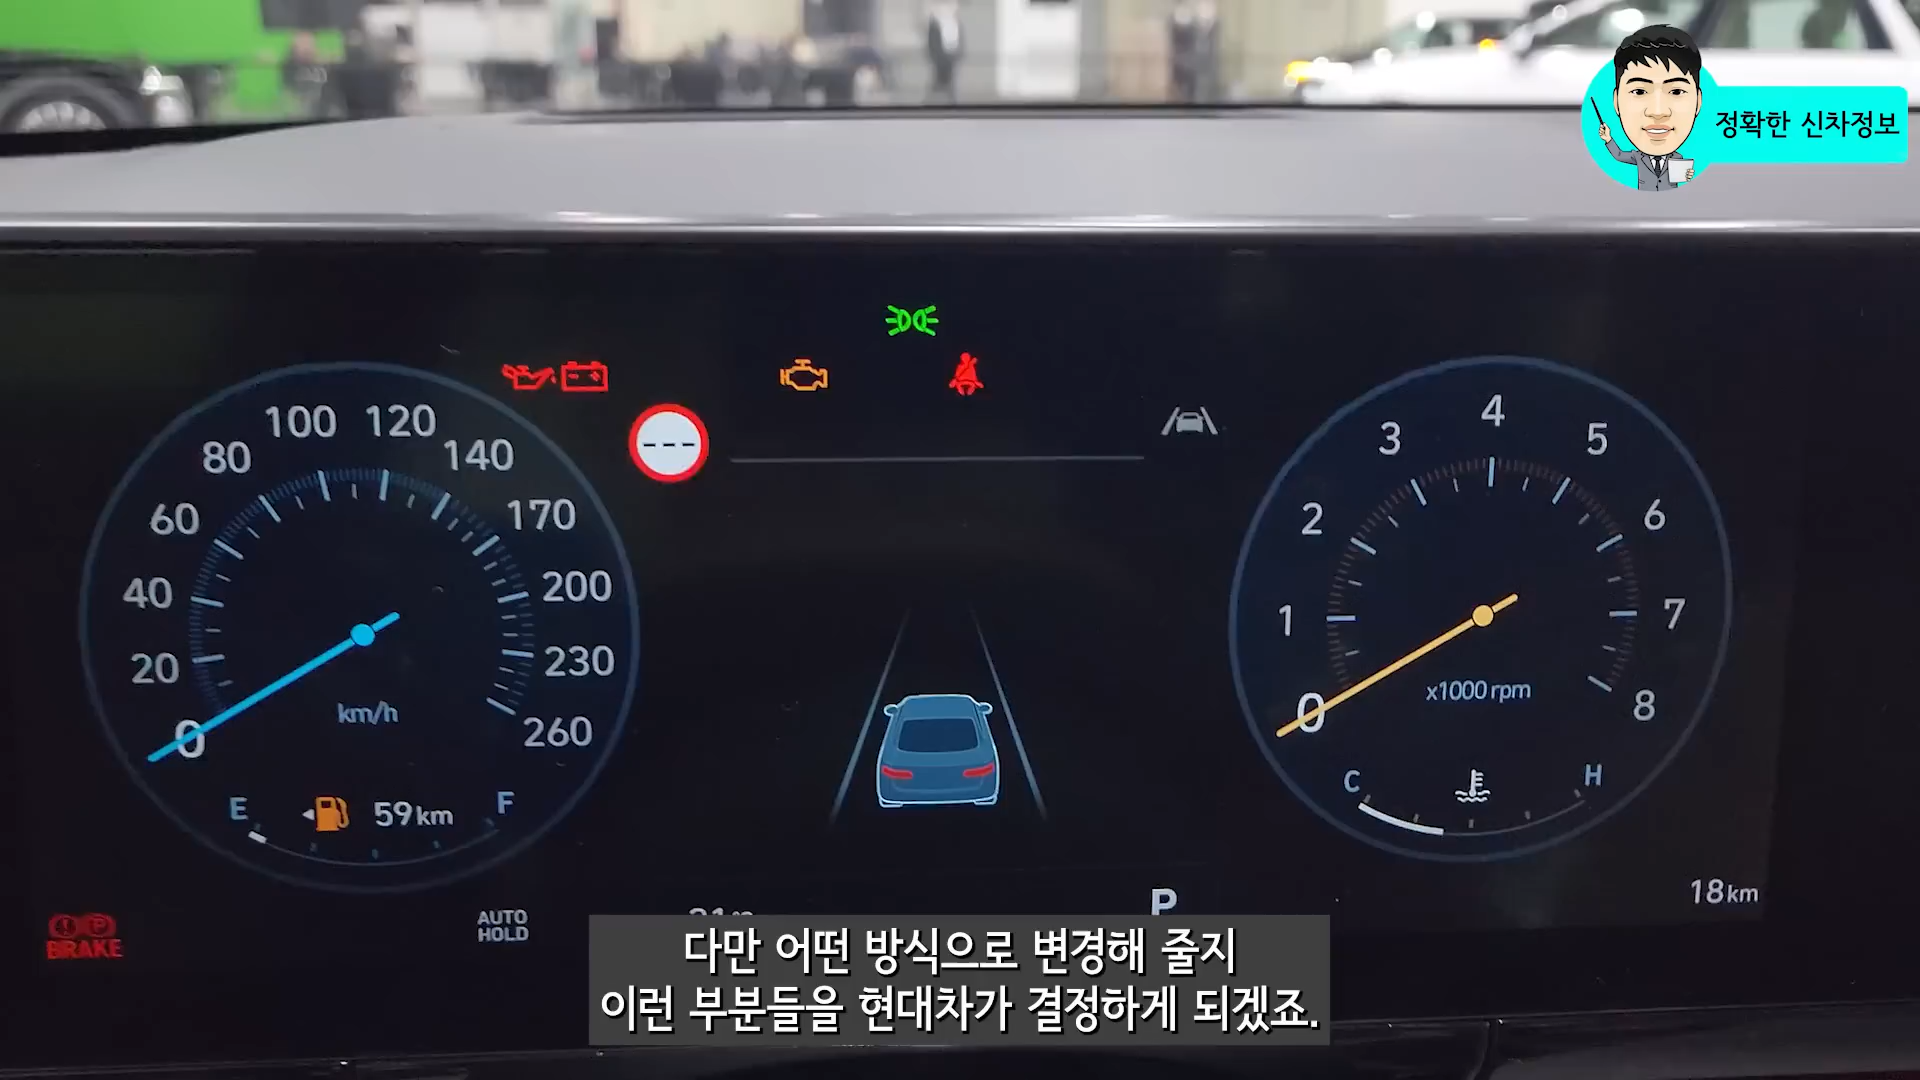 정확한 신차정보
100 120
80 140
60 170
40 200
20 230
0 260
km/h
E 59km F
4
3 5
2 6
1 7
0 8
x1000 rpm
C H
BRAKE
AUTO
HOLD
P
18km
다만 어떤 방식으로 변경해 줄지
이런 부분들을 현대차가 결정하게 되겠죠.